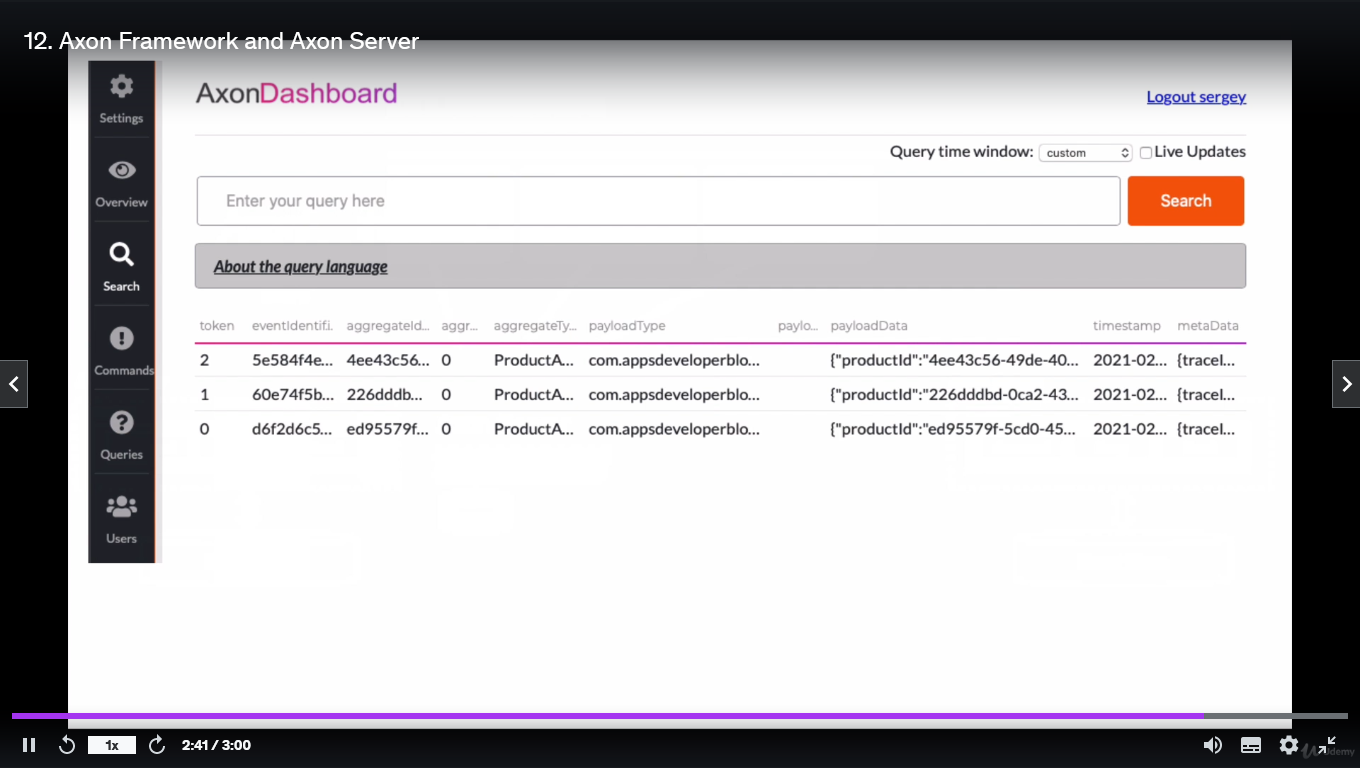 12. Axon Framework and Axon Server
Settings
Overview
Search
Commands
Queries
Users
AxonDashboard
Logout sergey
Query time window: custom Live Updates
Enter your query here Search
About the query language
token eventIdentifi.. aggregateId... aggr... aggregateTy... payloadType paylo... payloadData timestamp metaData
2 5e584f4e... 4ee43c56... 0 ProductA... com.appsdeveloperblo... {"productId":"4ee43c56-49de-40... 2021-02... {traceI...
1 60e74f5b... 226dddb... 0 ProductA... com.appsdeveloperblo... {"productId":"226dddbd-0ca2-43... 2021-02... {traceI...
0 d6f2d6c5... ed95579f... 0 ProductA... com.appsdeveloperblo... {"productId":"ed95579f-5cd0-45... 2021-02... {traceI...
1x 2:41 / 3:00
Udemy